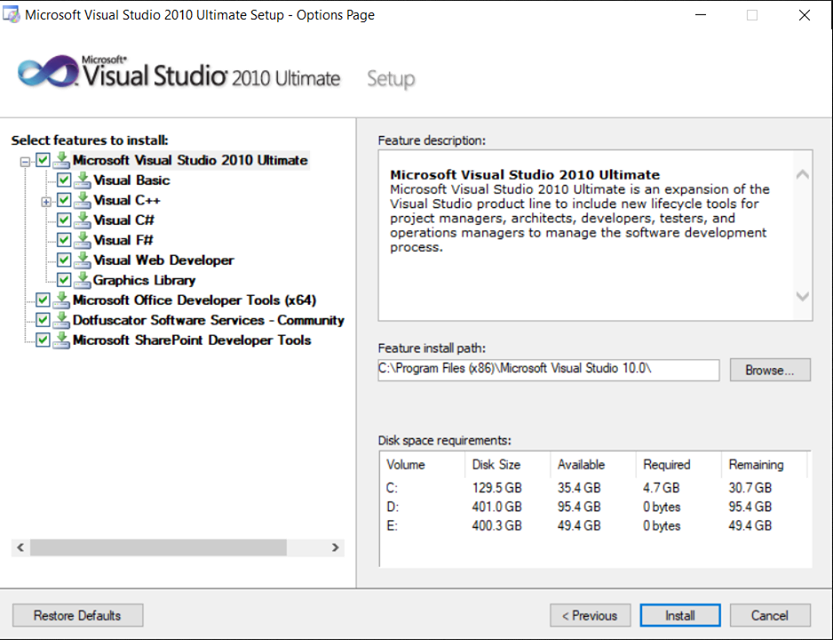 Microsoft Visual Studio 2010 Ultimate Setup - Options Page
Microsoft®
Visual Studio® 2010 Ultimate Setup
Select features to install:
Microsoft Visual Studio 2010 Ultimate
Visual Basic
Visual C++
Visual C#
Visual F#
Visual Web Developer
Graphics Library
Microsoft Office Developer Tools (x64)
Dotfuscator Software Services - Community
Microsoft SharePoint Developer Tools
Feature description:
Microsoft Visual Studio 2010 Ultimate
Microsoft Visual Studio 2010 Ultimate is an expansion of the
Visual Studio product line to include new lifecycle tools for
project managers, architects, developers, testers, and
operations managers to manage the software development
process.
Feature install path:
C:\Program Files (x86)\Microsoft Visual Studio 10.0\
Browse...
Disk space requirements:
Volume Disk Size Available Required Remaining
C: 129.5 GB 35.4 GB 4.7 GB 30.7 GB
D: 401.0 GB 95.4 GB 0 bytes 95.4 GB
E: 400.3 GB 49.4 GB 0 bytes 49.4 GB
Restore Defaults
< Previous
Install
Cancel